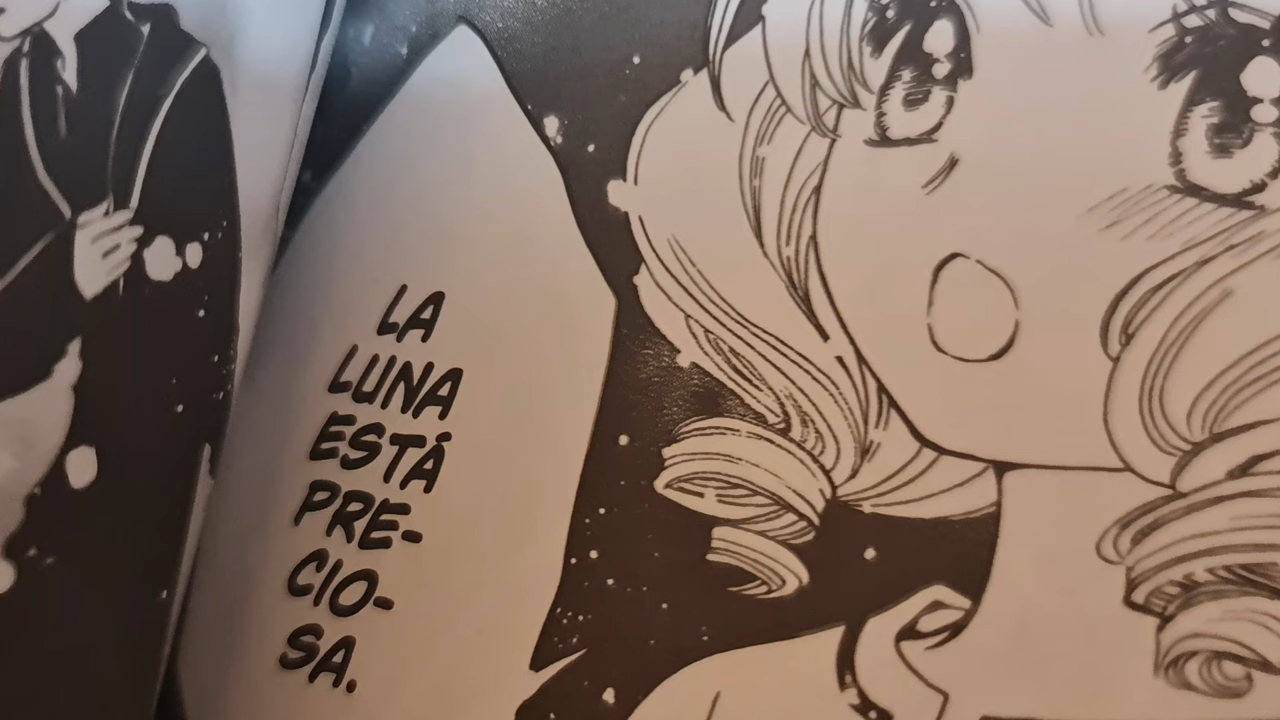 LA
LUNA
ESTÁ
PRE-
CIO-
SA.